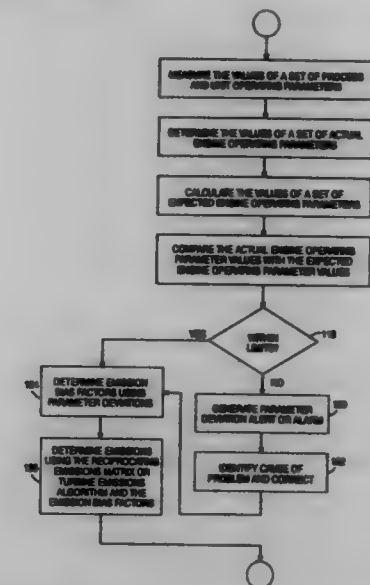 MEASURE THE VALUES OF A SET OF PROCESS
AND UNIT OPERATING PARAMETERS
DETERMINE THE VALUES OF A SET OF ACTUAL
ENGINE OPERATING PARAMETERS
CALCULATE THE VALUES OF A SET OF
EXPECTED ENGINE OPERATING PARAMETERS
COMPARE THE ACTUAL ENGINE OPERATING
PARAMETER VALUES WITH THE EXPECTED
ENGINE OPERATING PARAMETER VALUES
YES
WITHIN
LIMITS?
118
NO
DETERMINE EMISSION
BIAS FACTORS USING
PARAMETER DEVIATIONS
GENERATE PARAMETER
DEVIATION ALERT OR ALARM
DETERMINE EMISSIONS
USING THE RECIPROCATING
EMISSIONS MATRIX OR
TURBINE EMISSIONS
ALGORITHM AND THE
EMISSION BIAS FACTORS
IDENTIFY CAUSE OF
PROBLEM AND CORRECT